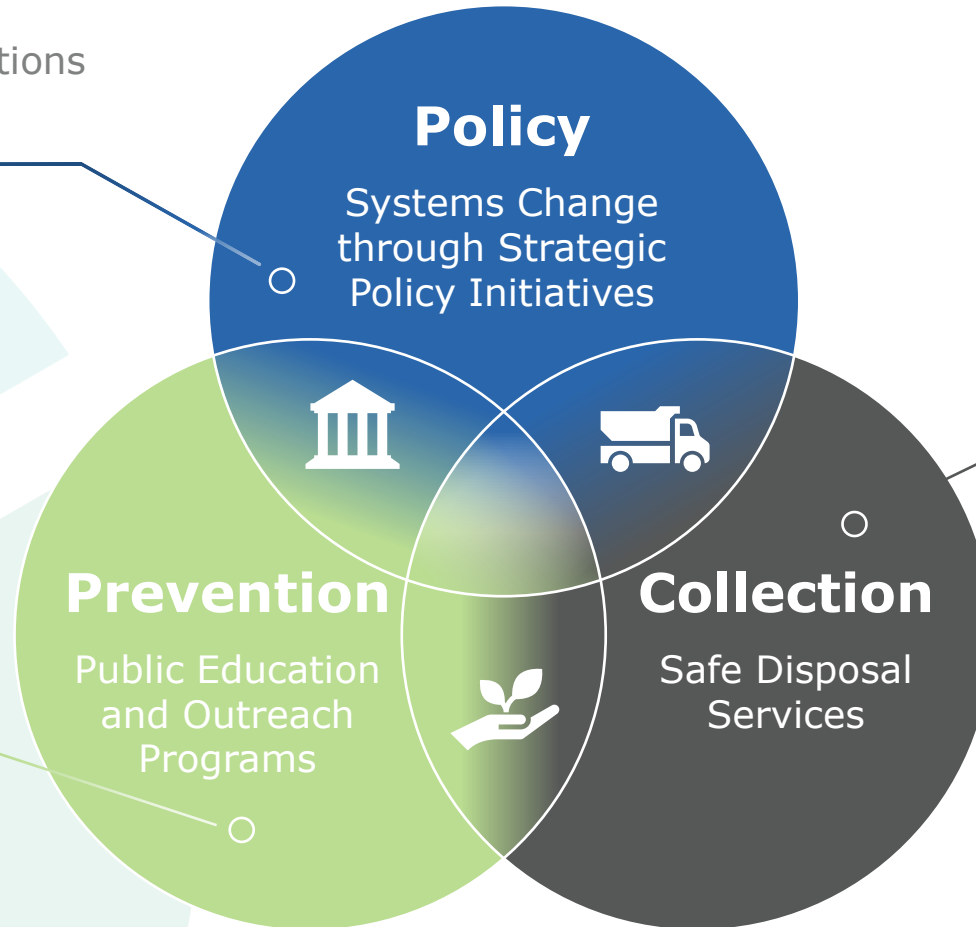 tions
Policy
Systems Change
through Strategic
Policy Initiatives
Prevention
Public Education
and Outreach
Programs
Collection
Safe Disposal
Services